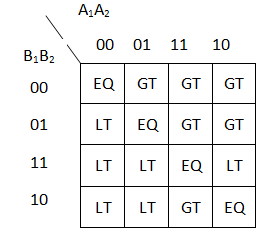 A₁A₂
00 01 11 10
B₁B₂
00 EQ GT GT GT
01 LT EQ GT GT
11 LT LT EQ LT
10 LT LT GT EQ